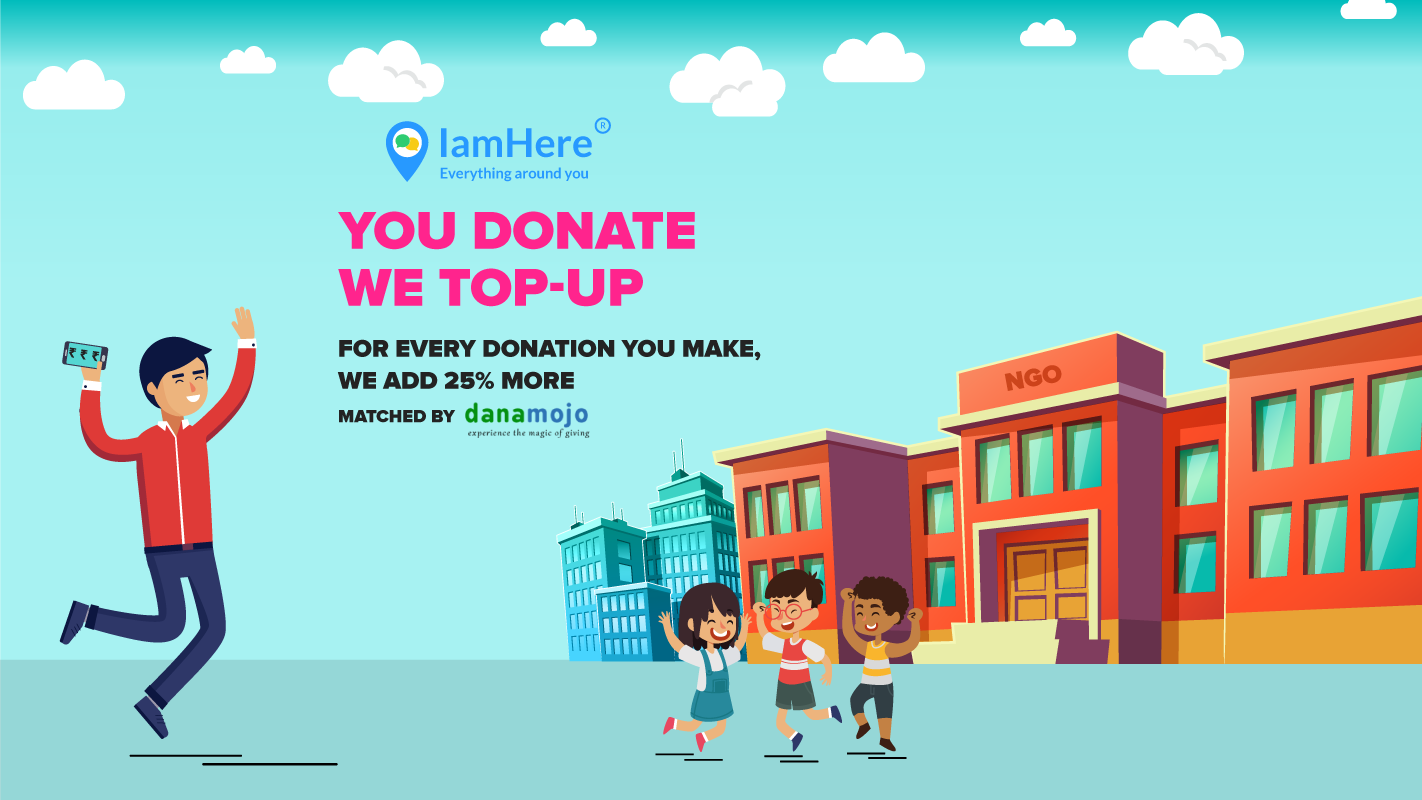 IamHere®
Everything around you
YOU DONATE
WE TOP-UP
FOR EVERY DONATION YOU MAKE,
WE ADD 25% MORE
MATCHED BY danamojo
experience the magic of giving
₹ ₹ ₹
NGO